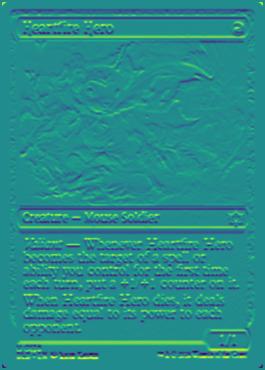 Heartfire Hero
Creature — Mouse Soldier
Valiant — Whenever Heartfire Hero
becomes the target of a spell or
ability you control for the first time
each turn, put a +1/+1 counter on it.
When Heartfire Hero dies, it deals
damage equal to its power to each
opponent.
1/1